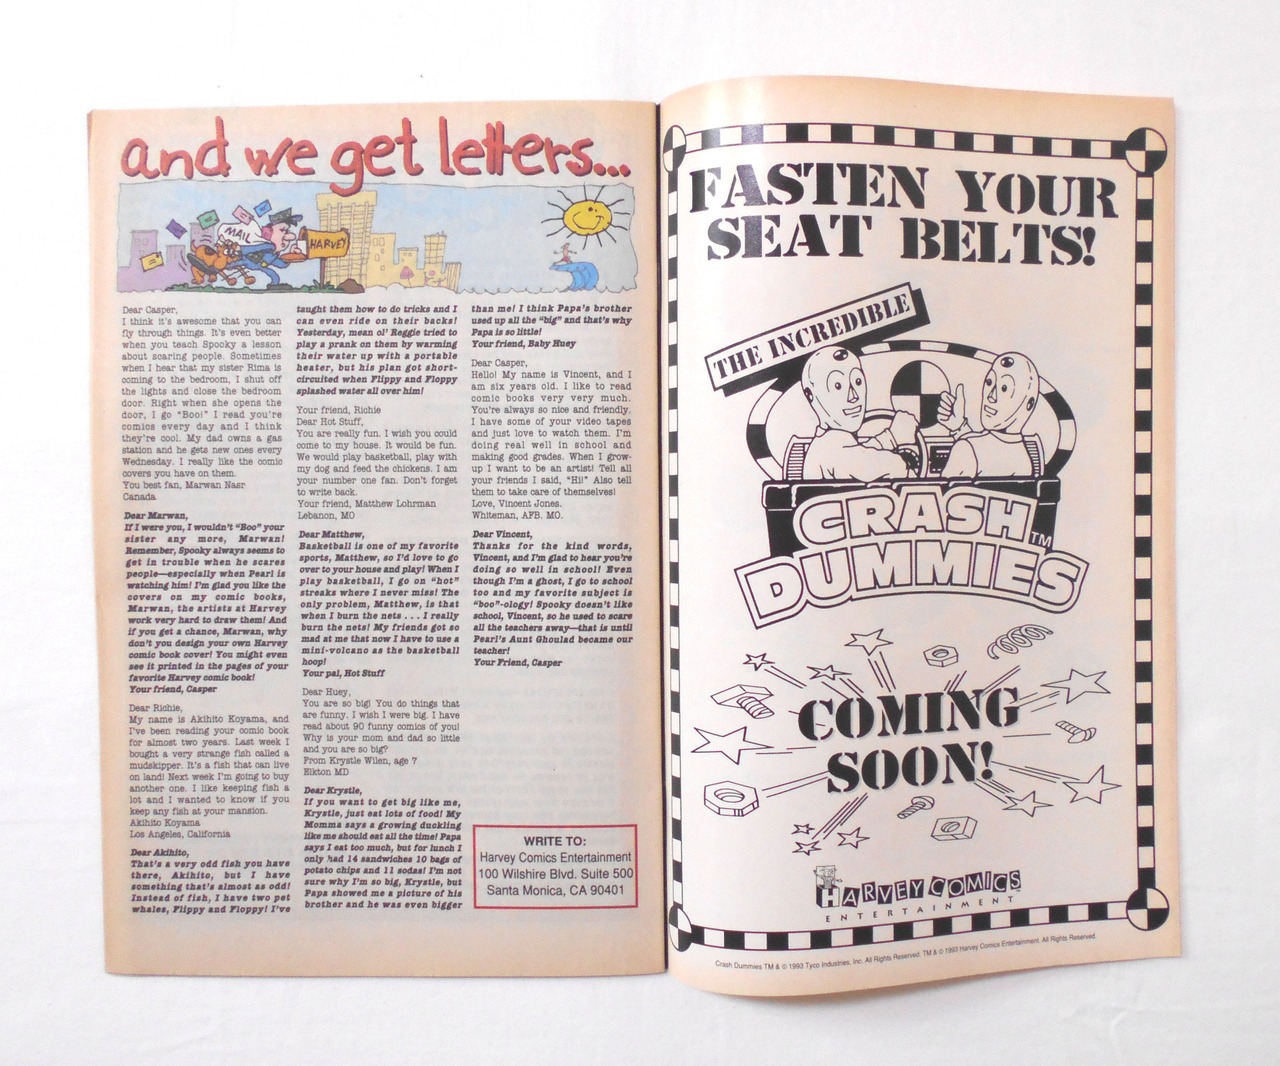 and we get letters...
MAIL
HARVEY
Dear Casper,
I think it's awesome that you can
fly through things. It's even better
when you teach Spooky a lesson
about scaring people. Sometimes
when I hear that my sister Rima is
coming to the bedroom, I shut off
the lights and close the bedroom
door. Right when she opens the
door, I go "Boo!" I read you're
comics every day and I think
they're cool. My dad owns a gas
station and he gets new ones every
Wednesday. I really like the comic
covers you have on them.
You best fan, Marwan Nasr
Canada
Dear Marwan,
If I were you, I wouldn't "Boo" your
sister any more, Marwan!
Remember, Spooky always seems to
get in trouble when he scares
people—especially when Pearl is
watching him! I'm glad you like the
covers on my comic books,
Marwan, the artists at Harvey
work very hard to draw them! And
if you get a chance, Marwan, why
don't you design your own Harvey
comic book cover! You might even
see it printed in the pages of your
favorite Harvey comic book!
Your friend, Casper
Dear Richie,
My name is Akihito Koyama, and
I've been reading your comic book
for almost two years. Last week I
bought a very strange fish called a
mudskipper. It's a fish that can live
on land! Next week I'm going to buy
another one. I like keeping fish a
lot and I wanted to know if you
keep any fish at your mansion.
Akihito Koyama
Los Angeles, California
Dear Akihito,
That's a very odd fish you have
there, Akihito, but I have
something that's almost as odd!
Instead of fish, I have two pet
whales, Flippy and Floppy! I've
taught them how to do tricks and I
can even ride on their backs!
Yesterday, mean ol' Reggie tried to
play a prank on them by warming
their water up with a portable
heater, but his plan got short-
circuited when Flippy and Floppy
splashed water all over him!
Your friend, Richie
Dear Hot Stuff,
You are really fun. I wish you could
come to my house. It would be fun.
We would play basketball, play with
my dog and feed the chickens. I am
your number one fan. Don't forget
to write back.
Your friend, Matthew Lohrman
Lebanon, MO
Dear Matthew,
Basketball is one of my favorite
sports, Matthew, so I'd love to go
over to your house and play! When I
play basketball, I go on "hot"
streaks where I never miss! The
only problem, Matthew, is that
when I burn the nets . . . I really
burn the nets! My friends got so
mad at me that now I have to use a
mini-volcano as the basketball
hoop!
Your pal, Hot Stuff
Dear Huey,
You are so big! You do things that
are funny. I wish I were big. I have
read about 90 funny comics of you!
Why is your mom and dad so little
and you are so big?
From Krystle Wilen, age 7
Elkton MD
Dear Krystle,
If you want to get big like me,
Krystle, just eat lots of food! My
Momma says a growing duckling
like me should eat all the time! Papa
says I eat too much, but for lunch I
only had 14 sandwiches 10 bags of
potato chips and 11 sodas! I'm not
sure why I'm so big, Krystle, but
Papa showed me a picture of his
brother and he was even bigger
than me! I think Papa's brother
used up all the "big" and that's why
Papa is so little!
Your friend, Baby Huey
Dear Casper,
Hello! My name is Vincent, and I
am six years old. I like to read
comic books very very much.
You're always so nice and friendly.
I have some of your video tapes
and just love to watch them. I'm
doing real well in school and
making good grades. When I grow-
up I want to be an artist! Tell all
your friends I said, "Hi!" Also tell
them to take care of themselves!
Love, Vincent Jones.
Whiteman, AFB. MO.
Dear Vincent,
Thanks for the kind words,
Vincent, and I'm glad to hear you're
doing so well in school! Even
though I'm a ghost, I go to school
too and my favorite subject is
"boo"-ology! Spooky doesn't like
school, Vincent, so he used to scare
all the teachers away—that is until
Pearl's Aunt Ghoulad became our
teacher!
Your Friend, Casper
WRITE TO:
Harvey Comics Entertainment
100 Wilshire Blvd. Suite 500
Santa Monica, CA 90401
FASTEN YOUR
SEAT BELTS!
THE INCREDIBLE
CRASH
DUMMIES TM
COMING
SOON!
HARVEY COMICS
ENTERTAINMENT
Crash Dummies TM & © 1993 Tyco Industries, Inc. All Rights Reserved. TM & © 1993 Harvey Comics Entertainment. All Rights Reserved.